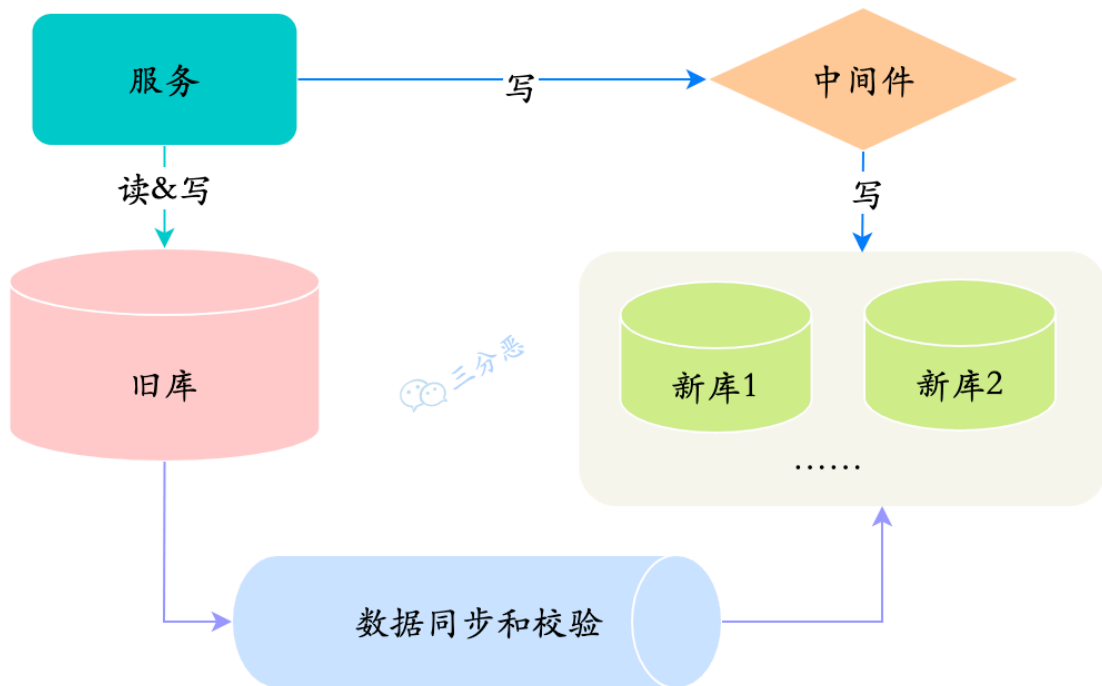 服务
写
中间件
读&写
写
旧库
三分恶
新库1
新库2
......
数据同步和校验